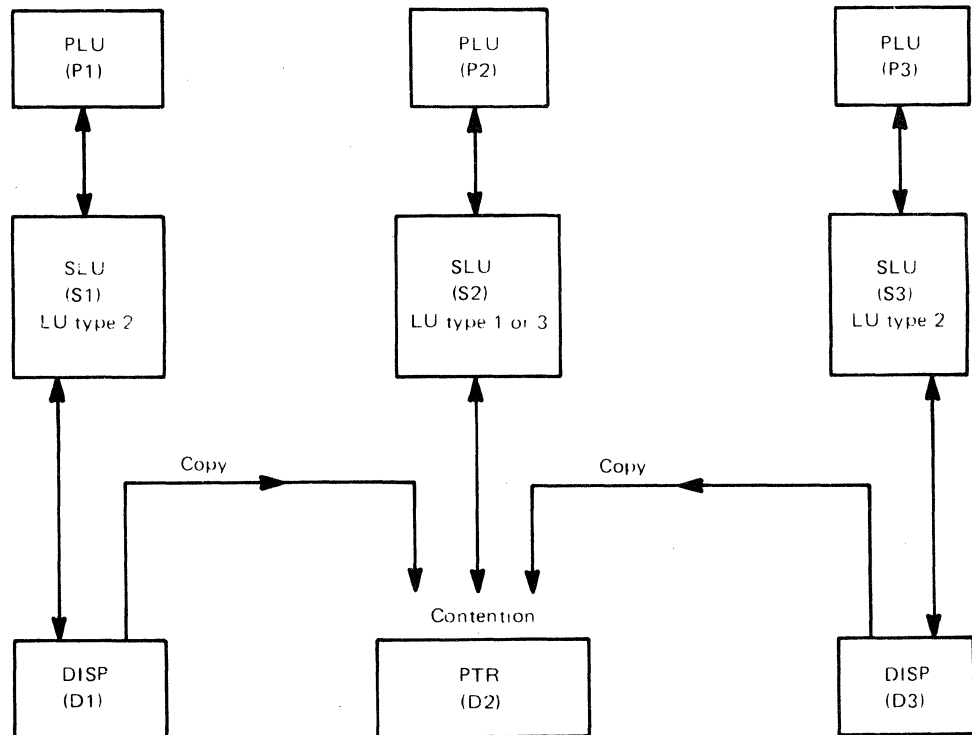 PLU
(P1)
PLU
(P2)
PLU
(P3)
SLU
(S1)
LU type 2
SLU
(S2)
LU type 1 or 3
SLU
(S3)
LU type 2
Copy
Copy
Contention
DISP
(D1)
PTR
(D2)
DISP
(D3)